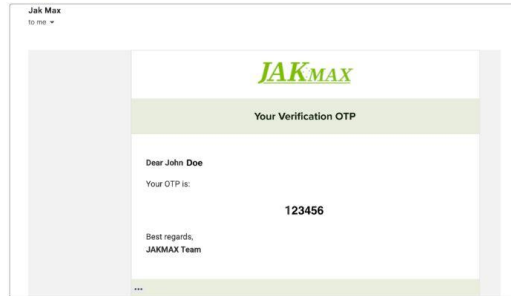 Jak Max
to me
JAKMAX
Your Verification OTP
Dear John Doe
Your OTP is:
123456
Best regards,
JAKMAX Team
...